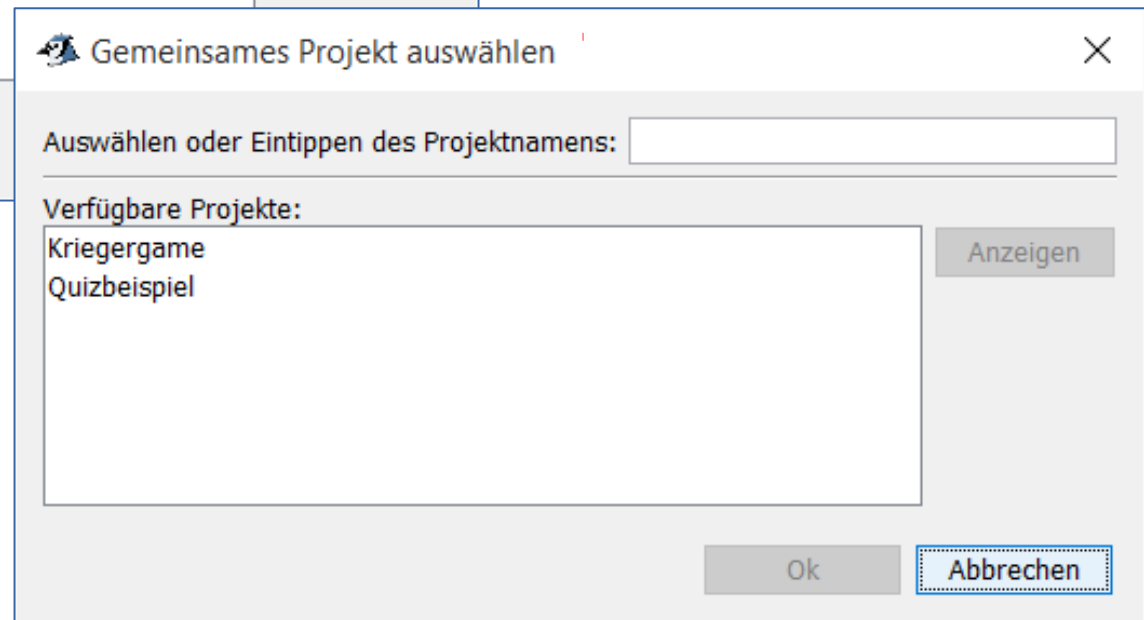 Gemeinsames Projekt auswählen
Auswählen oder Eintippen des Projektnamens:
Verfügbare Projekte:
Kriegergame
Anzeigen
Quizbeispiel
Ok
Abbrechen